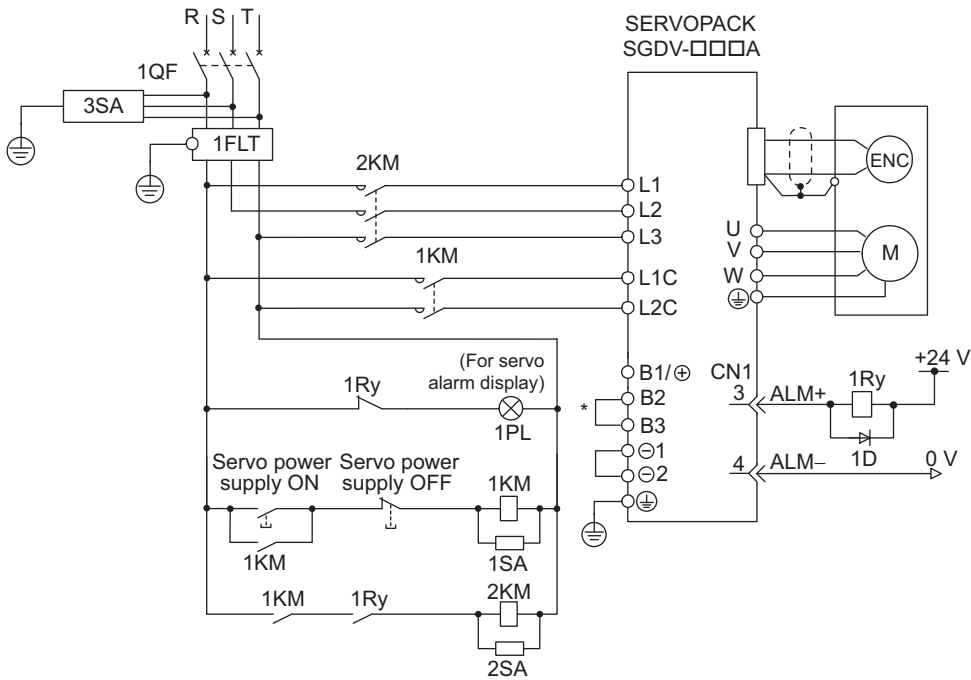 R S T
1QF
3SA
1FLT
2KM
1KM
SERVOPACK
SGDV-□□□A
L1
L2
L3
L1C
L2C
B1/⊕
B2
*
B3
⊖1
⊖2
U
V
W
ENC
M
CN1
3
ALM+
1Ry
+24 V
1D
4
ALM−
0 V
(For servo
alarm display)
1Ry
1PL
Servo power
supply ON
Servo power
supply OFF
1KM
1KM
1SA
1KM
1Ry
2KM
2SA